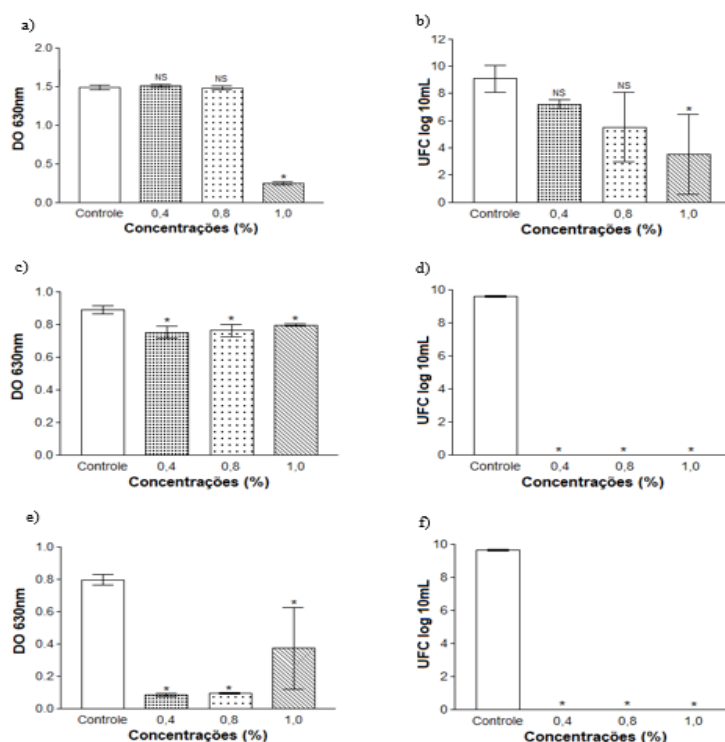 a)
DO 630nm
2.0
1.5
1.0
0.5
0.0
NS
NS
*
Controle 0,4 0,8 1,0
Concentrações (%)
b)
UFC log 10mL
12
10
8
6
4
2
0
NS
NS
*
Controle 0,4 0,8 1,0
Concentrações (%)
c)
DO 630nm
1.0
0.8
0.6
0.4
0.2
0.0
* * *
Controle 0,4 0,8 1,0
Concentrações (%)
d)
UFC log 10mL
10
8
6
4
2
0
* * *
Controle 0,4 0,8 1,0
Concentrações (%)
e)
DO 630nm
1.0
0.8
0.6
0.4
0.2
0.0
* * *
Controle 0,4 0,8 1,0
Concentrações (%)
f)
UFC log 10mL
10
8
6
4
2
0
* * *
Controle 0,4 0,8 1,0
Concentrações (%)